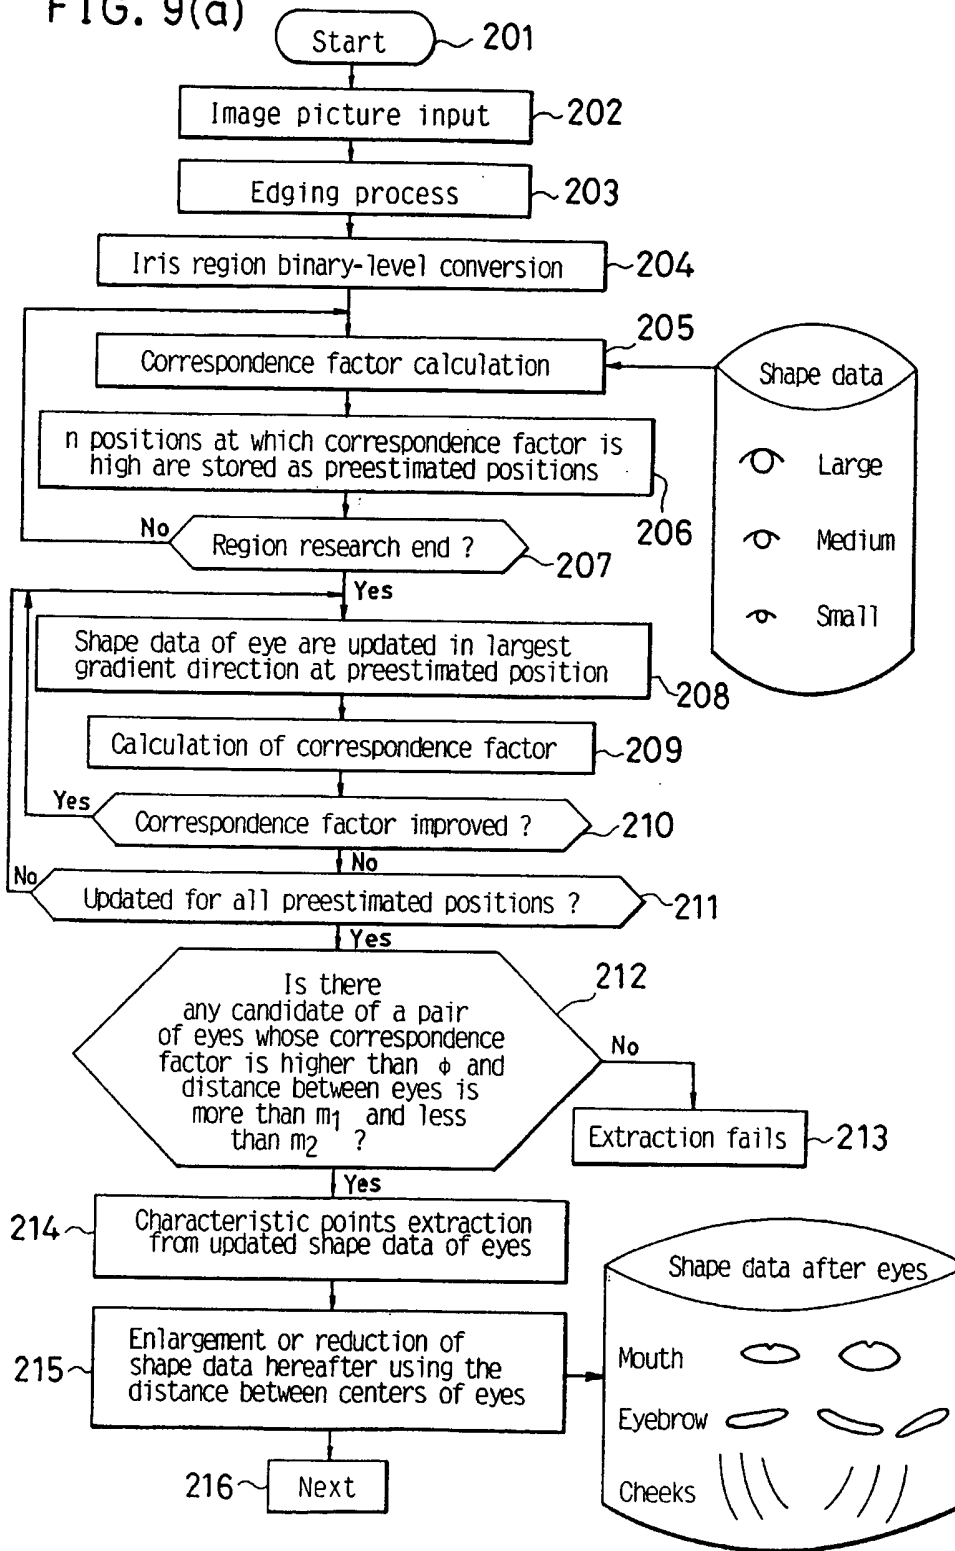 FIG. 9(a)
Start
201
Image picture input
202
Edging process
203
Iris region binary-level conversion
204
205
Correspondence factor calculation
Shape data
Large
Medium
Small
n positions at which correspondence factor is
high are stored as preestimated positions
206
No
Region research end ?
207
Yes
Shape data of eye are updated in largest
gradient direction at preestimated position
208
Calculation of correspondence factor
209
Yes
Correspondence factor improved ?
210
No
No
Updated for all preestimated positions ?
211
Yes
Is there
any candidate of a pair
of eyes whose correspondence
factor is higher than ϕ and
distance between eyes is
more than m1 and less
than m2 ?
212
No
Extraction fails
213
Yes
214
Characteristic points extraction
from updated shape data of eyes
215
Enlargement or reduction of
shape data hereafter using the
distance between centers of eyes
Shape data after eyes
Mouth
Eyebrow
Cheeks
216
Next